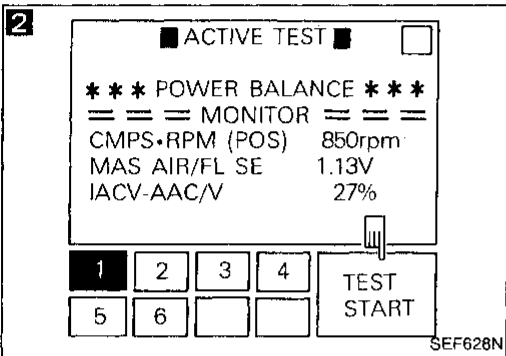 2
■ ACTIVE TEST ■
✱ ✱ ✱ POWER BALANCE ✱ ✱ ✱
= = = MONITOR = = =
CMPS•RPM (POS) 850rpm
MAS AIR/FL SE 1.13V
IACV-AAC/V 27%
1 2 3 4
5 6
TEST
START
SEF628N